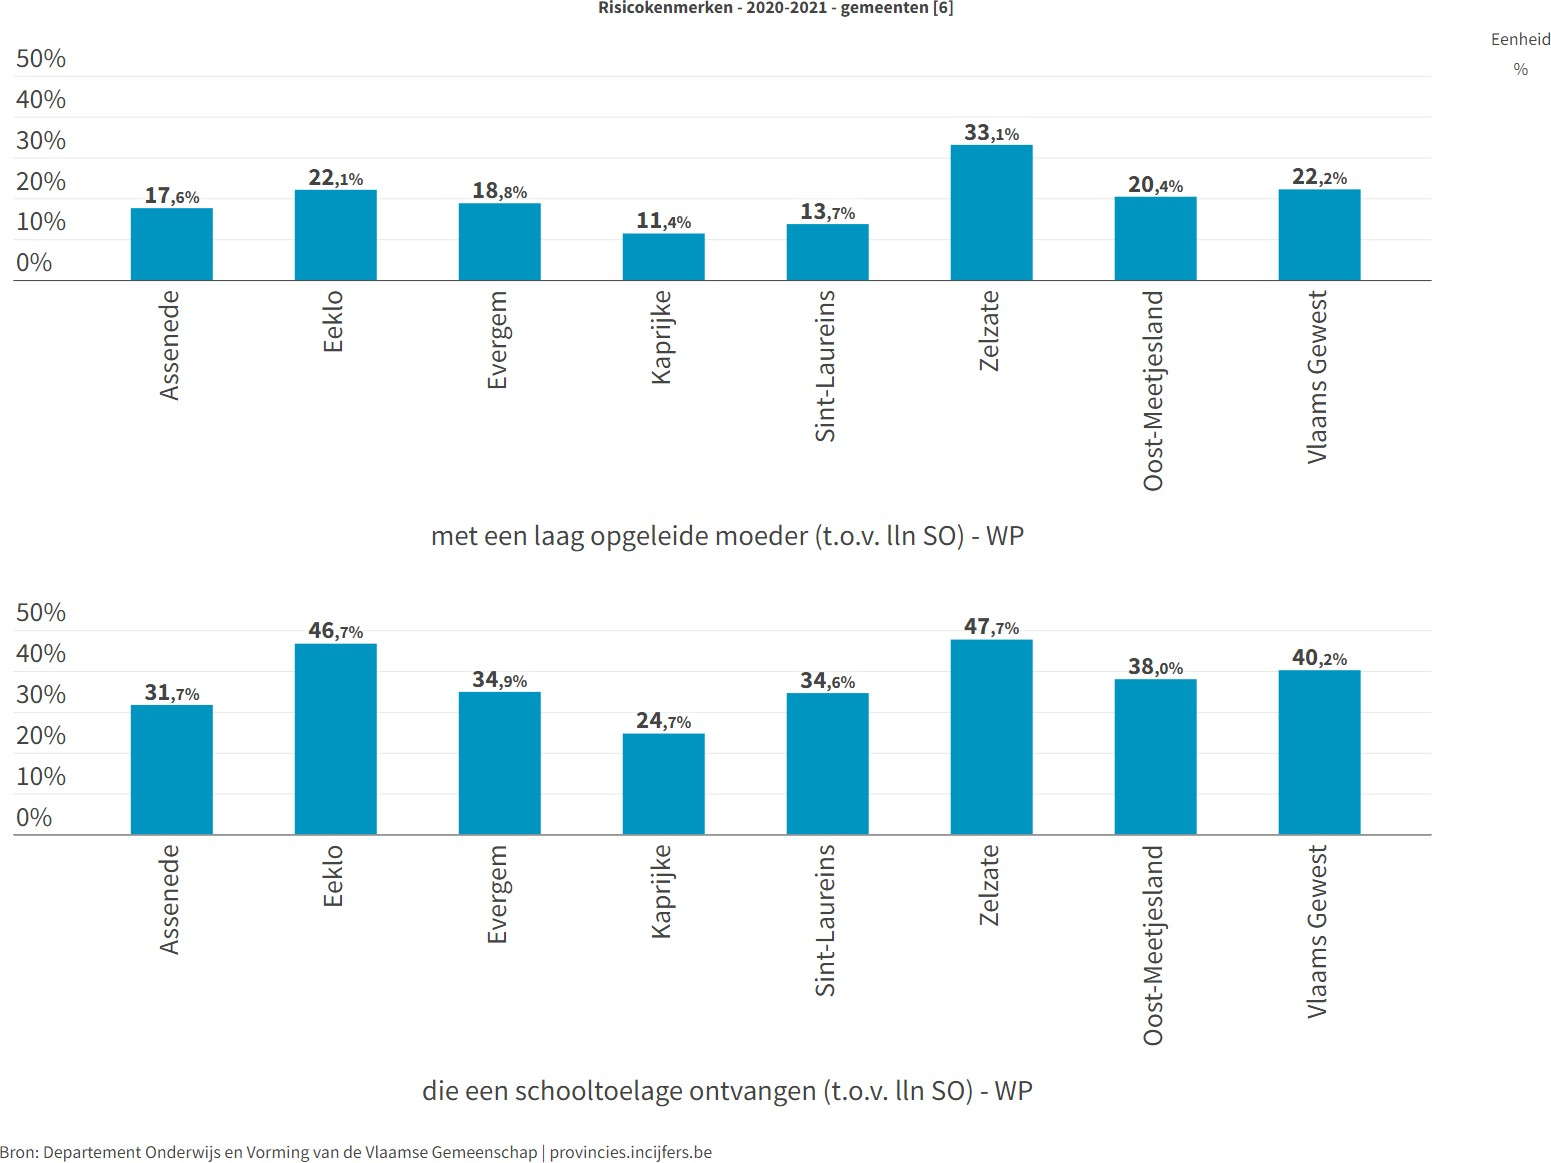 Risicokenmerken - 2020-2021 - gemeenten [6]
Eenheid
%
50%
40%
30%
20%
10%
0%
17,6%
22,1%
18,8%
11,4%
13,7%
33,1%
20,4%
22,2%
Assenede
Eeklo
Evergem
Kaprijke
Sint-Laureins
Zelzate
Oost-Meetjesland
Vlaams Gewest
met een laag opgeleide moeder (t.o.v. lln SO) - WP
50%
40%
30%
20%
10%
0%
31,7%
46,7%
34,9%
24,7%
34,6%
47,7%
38,0%
40,2%
Assenede
Eeklo
Evergem
Kaprijke
Sint-Laureins
Zelzate
Oost-Meetjesland
Vlaams Gewest
die een schooltoelage ontvangen (t.o.v. lln SO) - WP
Bron: Departement Onderwijs en Vorming van de Vlaamse Gemeenschap | provincies.incijfers.be